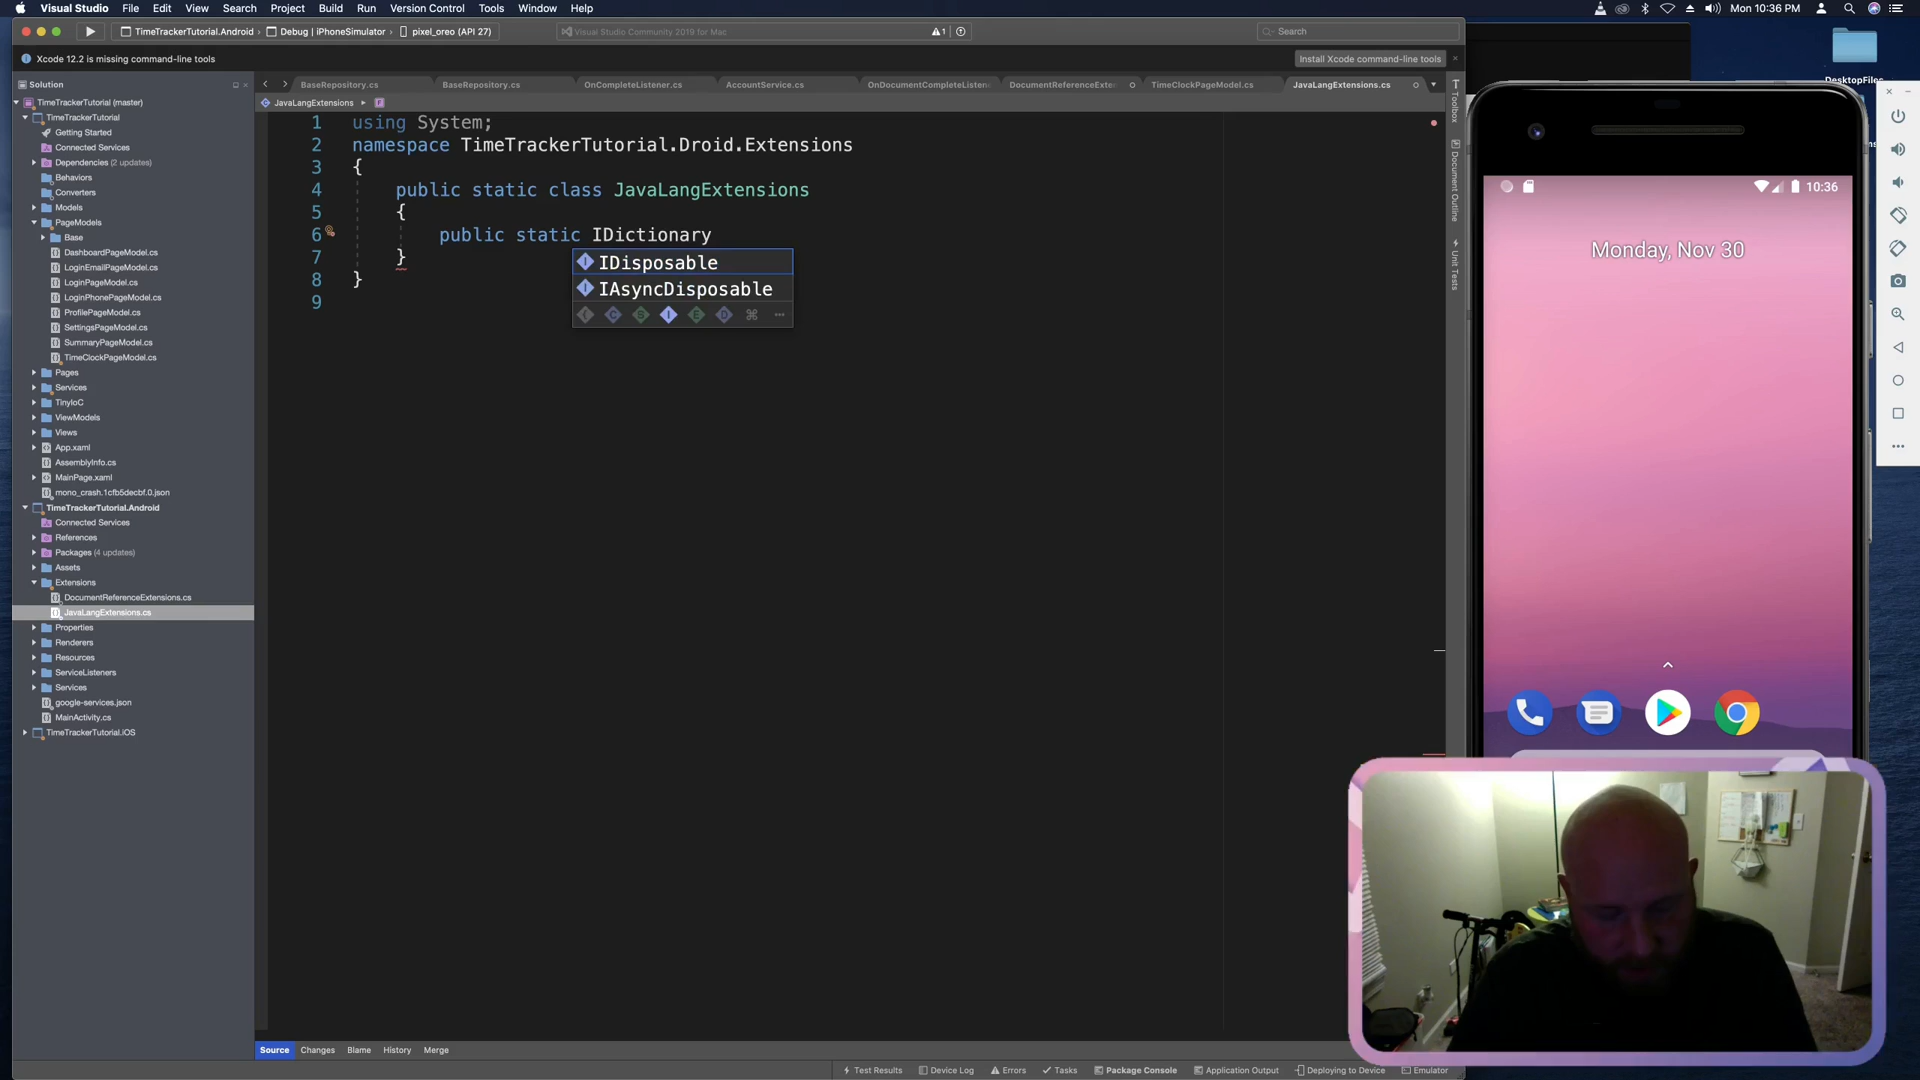 Visual Studio File Edit View Search Project Build Run Version Control Tools Window Help Mon 10:36 PM
TimeTrackerTutorial.Android Debug | iPhoneSimulator pixel_oreo (API 27) Visual Studio Community 2019 for Mac 1 Search
Xcode 12.2 is missing command-line tools Install Xcode command-line tools
DesktopFiles
Solution
BaseRepository.cs BaseRepository.cs OnCompleteListener.cs AccountService.cs OnDocumentCompleteListene DocumentReferenceExte TimeClockPageModel.cs JavaLangExtensions.cs
JavaLangExtensions
TimeTrackerTutorial (master)
TimeTrackerTutorial
Getting Started
Connected Services
Dependencies (2 updates)
Behaviors
Converters
Models
PageModels
Base
DashboardPageModel.cs
LoginEmailPageModel.cs
LoginPageModel.cs
LoginPhonePageModel.cs
ProfilePageModel.cs
SettingsPageModel.cs
SummaryPageModel.cs
TimeClockPageModel.cs
Pages
Services
TinyIoC
ViewModels
Views
App.xaml
AssemblyInfo.cs
MainPage.xaml
mono_crash.1cfb5decbf.0.json
TimeTrackerTutorial.Android
Connected Services
References
Packages (4 updates)
Assets
Extensions
DocumentReferenceExtensions.cs
JavaLangExtensions.cs
Properties
Renderers
Resources
ServiceListeners
Services
google-services.json
MainActivity.cs
TimeTrackerTutorial.iOS
1 using System;
2 namespace TimeTrackerTutorial.Droid.Extensions
3 {
4 public static class JavaLangExtensions
5 {
6 public static IDictionary
7 }
8 }
9
IDisposable
IAsyncDisposable
Toolbox
Document Outline
Unit Tests
10:36
Monday, Nov 30
Source Changes Blame History Merge
Test Results Device Log Errors Tasks Package Console Application Output Deploying to Device Emulator